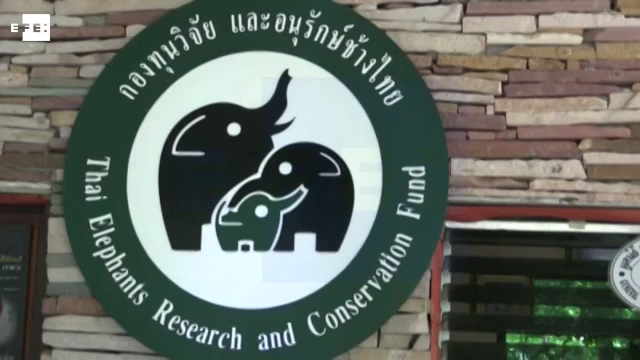 EFE:
กองทุนวิจัย และอนุรักษ์ช้างไทย
Thai Elephants Research and Conservation Fund